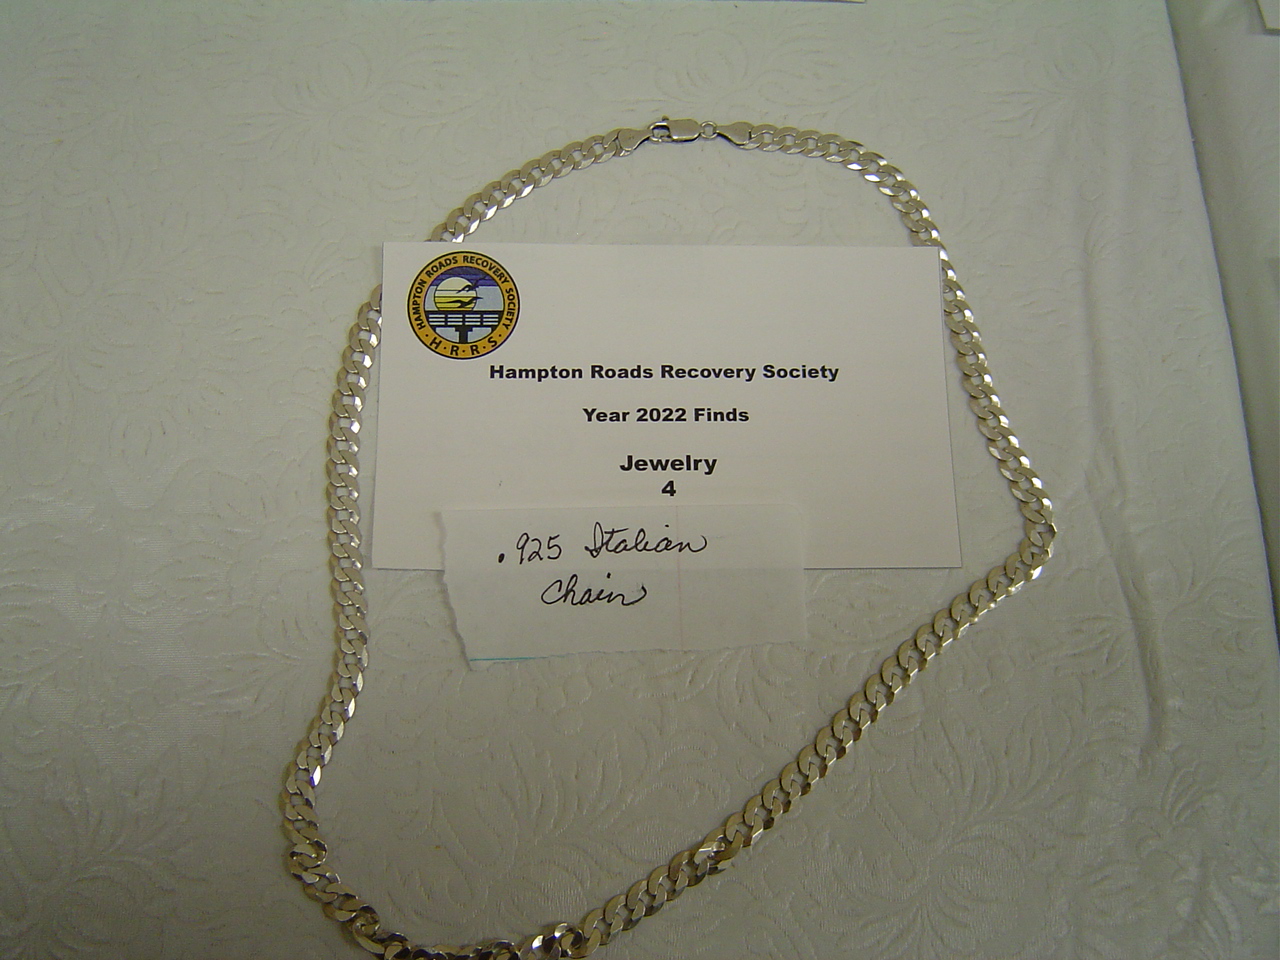 HAMPTON ROADS RECOVERY SOCIETY
· H · R · R · S ·
Hampton Roads Recovery Society
Year 2022 Finds
Jewelry
4
.925 Italian
Chain